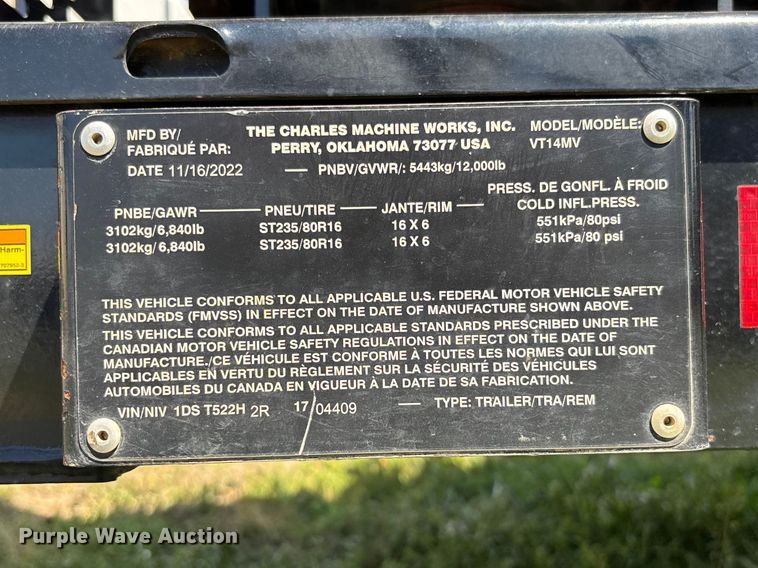 MFD BY/ THE CHARLES MACHINE WORKS, INC. MODEL/MODÈLE:
FABRIQUÉ PAR: PERRY, OKLAHOMA 73077 USA VT14MV
DATE 11/16/2022 — PNBV/GVWR/: 5443kg/12,000lb
PRESS. DE GONFL. À FROID
PNBE/GAWR — PNEU/TIRE — JANTE/RIM — COLD INFL.PRESS.
3102kg/6,840lb ST235/80R16 16 X 6 551kPa/80psi
3102kg/6,840lb ST235/80R16 16 X 6 551kPa/80 psi
THIS VEHICLE CONFORMS TO ALL APPLICABLE U.S. FEDERAL MOTOR VEHICLE SAFETY
STANDARDS (FMVSS) IN EFFECT ON THE DATE OF MANUFACTURE SHOWN ABOVE.
THIS VEHICLE CONFORMS TO ALL APPLICABLE STANDARDS PRESCRIBED UNDER THE
CANADIAN MOTOR VEHICLE SAFETY REGULATIONS IN EFFECT ON THE DATE OF
MANUFACTURE./CE VÉHICULE EST CONFORME À TOUTES LES NORMES QUI LUI SONT
APPLICABLES EN VERTU DU RÈGLEMENT SUR LA SÉCURITÉ DES VÉHICULES
AUTOMOBILES DU CANADA EN VIGUEUR À LA DATE DE SA FABRICATION.
VIN/NIV 1DS T522H 2R 17 04409 — TYPE: TRAILER/TRA/REM
Harm-
Purple Wave Auction